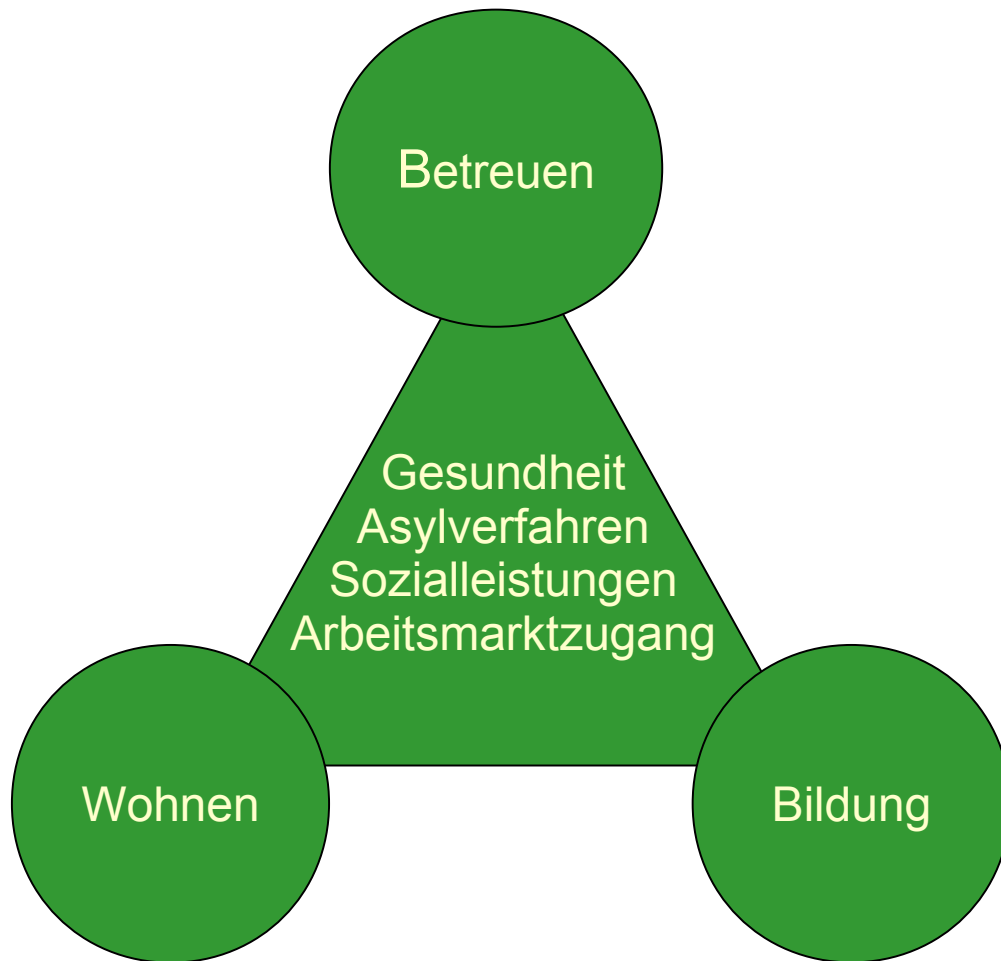 Betreuen
Gesundheit
Asylverfahren
Sozialleistungen
Arbeitsmarktzugang
Wohnen
Bildung